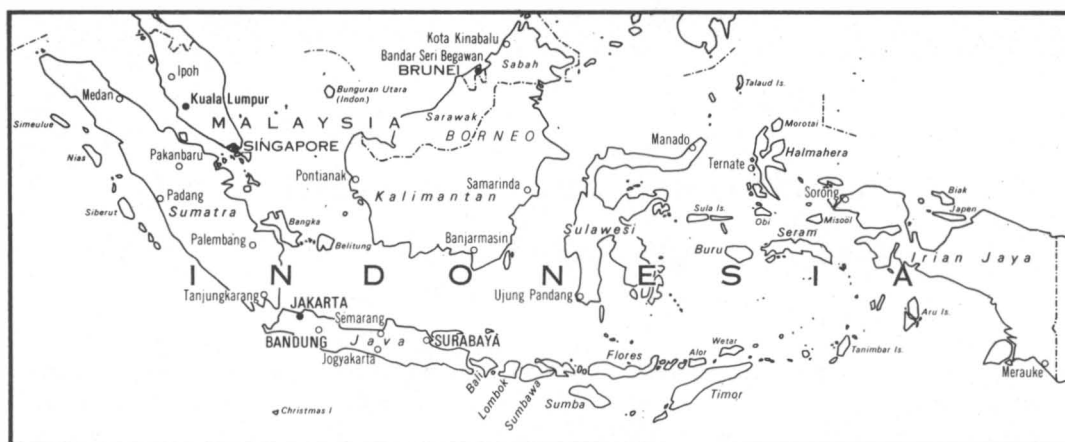 Kota Kinabalu
Bandar Seri Begawan
BRUNEI
Sabah
Ipoh
Medan
Bunguran Utara
(Indon.)
Talaud Is.
Kuala Lumpur
MALAYSIA
Sarawak
BORNEO
Simeulue
SINGAPORE
Manado
Morotai
Halmahera
Nias
Pakanbaru
Ternate
Pontianak
Kalimantan
Samarinda
Sorong
Biak
Padang
Siberut
Sumatra
Bangka
Sula Is.
Obi
Misool
Japen
Palembang
Belitung
Banjarmasin
Sulawesi
Buru
Seram
Irian Jaya
INDONESIA
Tanjungkarang
Ujung Pandang
JAKARTA
Semarang
Aru Is.
BANDUNG
Java
SURABAYA
Jogyakarta
Flores
Alor
Wetar
Tanimbar Is.
Merauke
Bali
Lombok
Sumbawa
Sumba
Timor
Christmas I